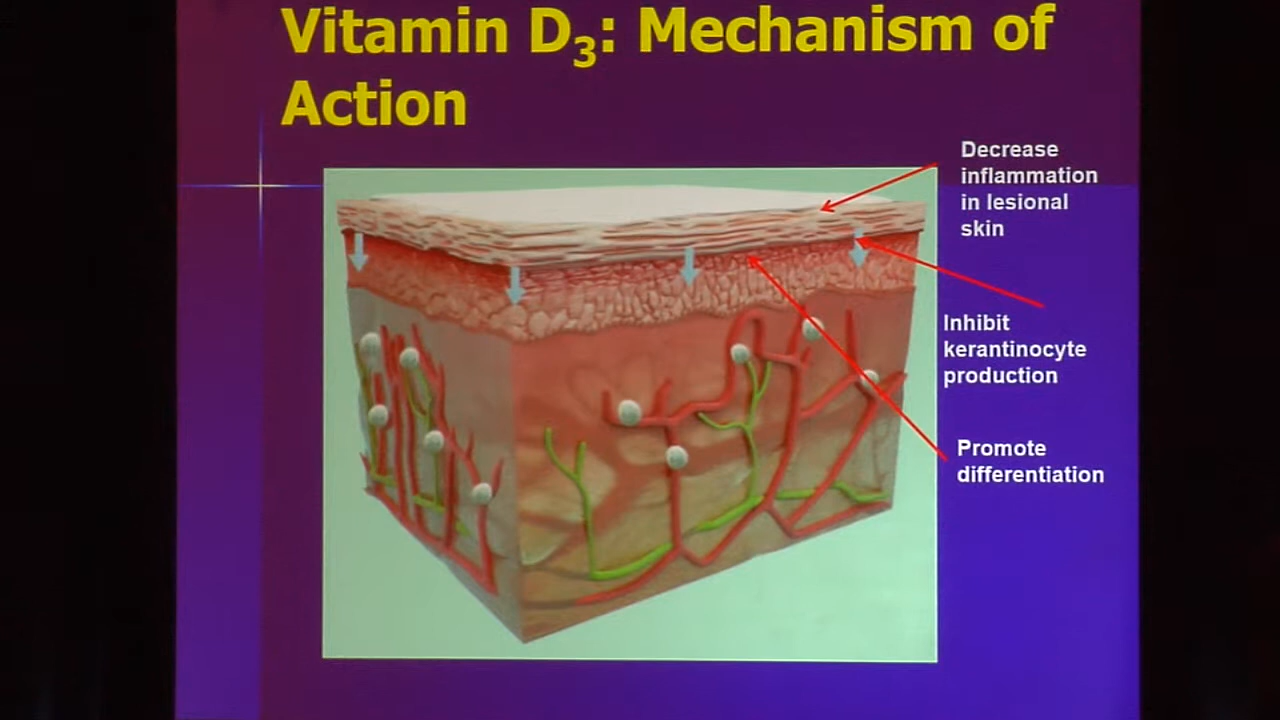 Vitamin D3: Mechanism of
Action
Decrease
inflammation
in lesional
skin
Inhibit
kerantinocyte
production
Promote
differentiation